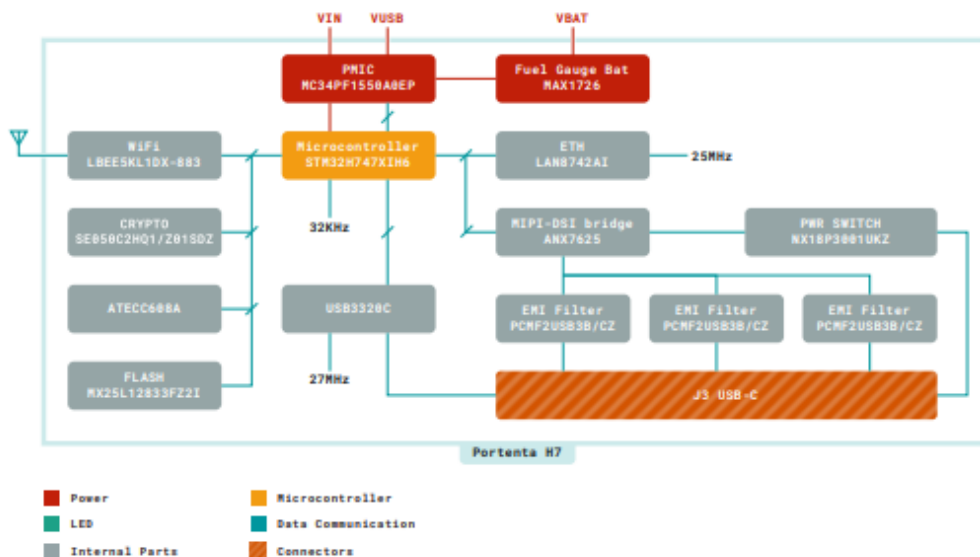 VIN
VUSB
VBAT
PMIC
MC34PF1550A0EP
Fuel Gauge Bat
MAX1726
WiFi
LBEE5KL1DX-883
Microcontroller
STM32H747XIH6
ETH
LAN8742AI
25MHz
CRYPTO
SE050C2HQ1/Z01SDZ
32KHz
MIPI-DSI bridge
ANX7625
PWR SWITCH
NX18P3001UKZ
ATECC608A
USB3320C
EMI Filter
PCMF2USB3B/CZ
EMI Filter
PCMF2USB3B/CZ
EMI Filter
PCMF2USB3B/CZ
FLASH
MX25L12833FZ2I
27MHz
J3 USB-C
Portenta H7
Power
Microcontroller
LED
Data Communication
Internal Parts
Connectors